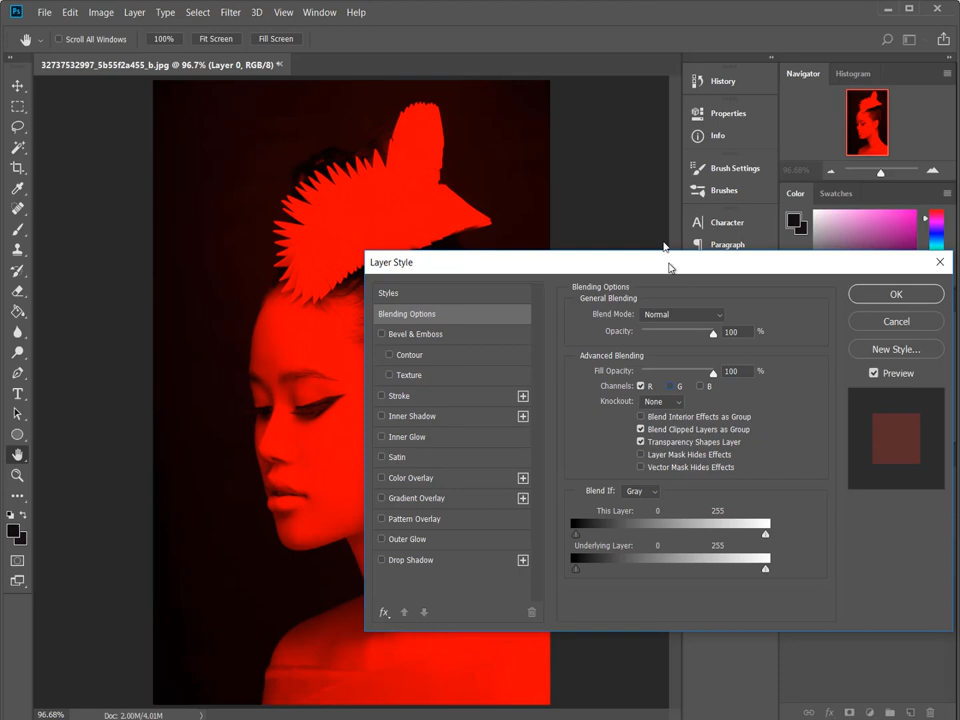 Ps File Edit Image Layer Type Select Filter 3D View Window Help
Scroll All Windows 100% Fit Screen Fill Screen
32737532997_5b55f2a455_b.jpg @ 96.7% (Layer 0, RGB/8) *
History
Properties
Info
Brush Settings
Brushes
Character
Paragraph
Navigator Histogram
96.68%
Color Swatches
Layer Style
Styles
Blending Options
Bevel & Emboss
Contour
Texture
Stroke
Inner Shadow
Inner Glow
Satin
Color Overlay
Gradient Overlay
Pattern Overlay
Outer Glow
Drop Shadow
fx
Blending Options
General Blending
Blend Mode: Normal
Opacity: 100 %
Advanced Blending
Fill Opacity: 100 %
Channels: R G B
Knockout: None
Blend Interior Effects as Group
Blend Clipped Layers as Group
Transparency Shapes Layer
Layer Mask Hides Effects
Vector Mask Hides Effects
Blend If: Gray
This Layer: 0 255
Underlying Layer: 0 255
OK
Cancel
New Style...
Preview
96.68% Doc: 2.00M/4.01M
fx